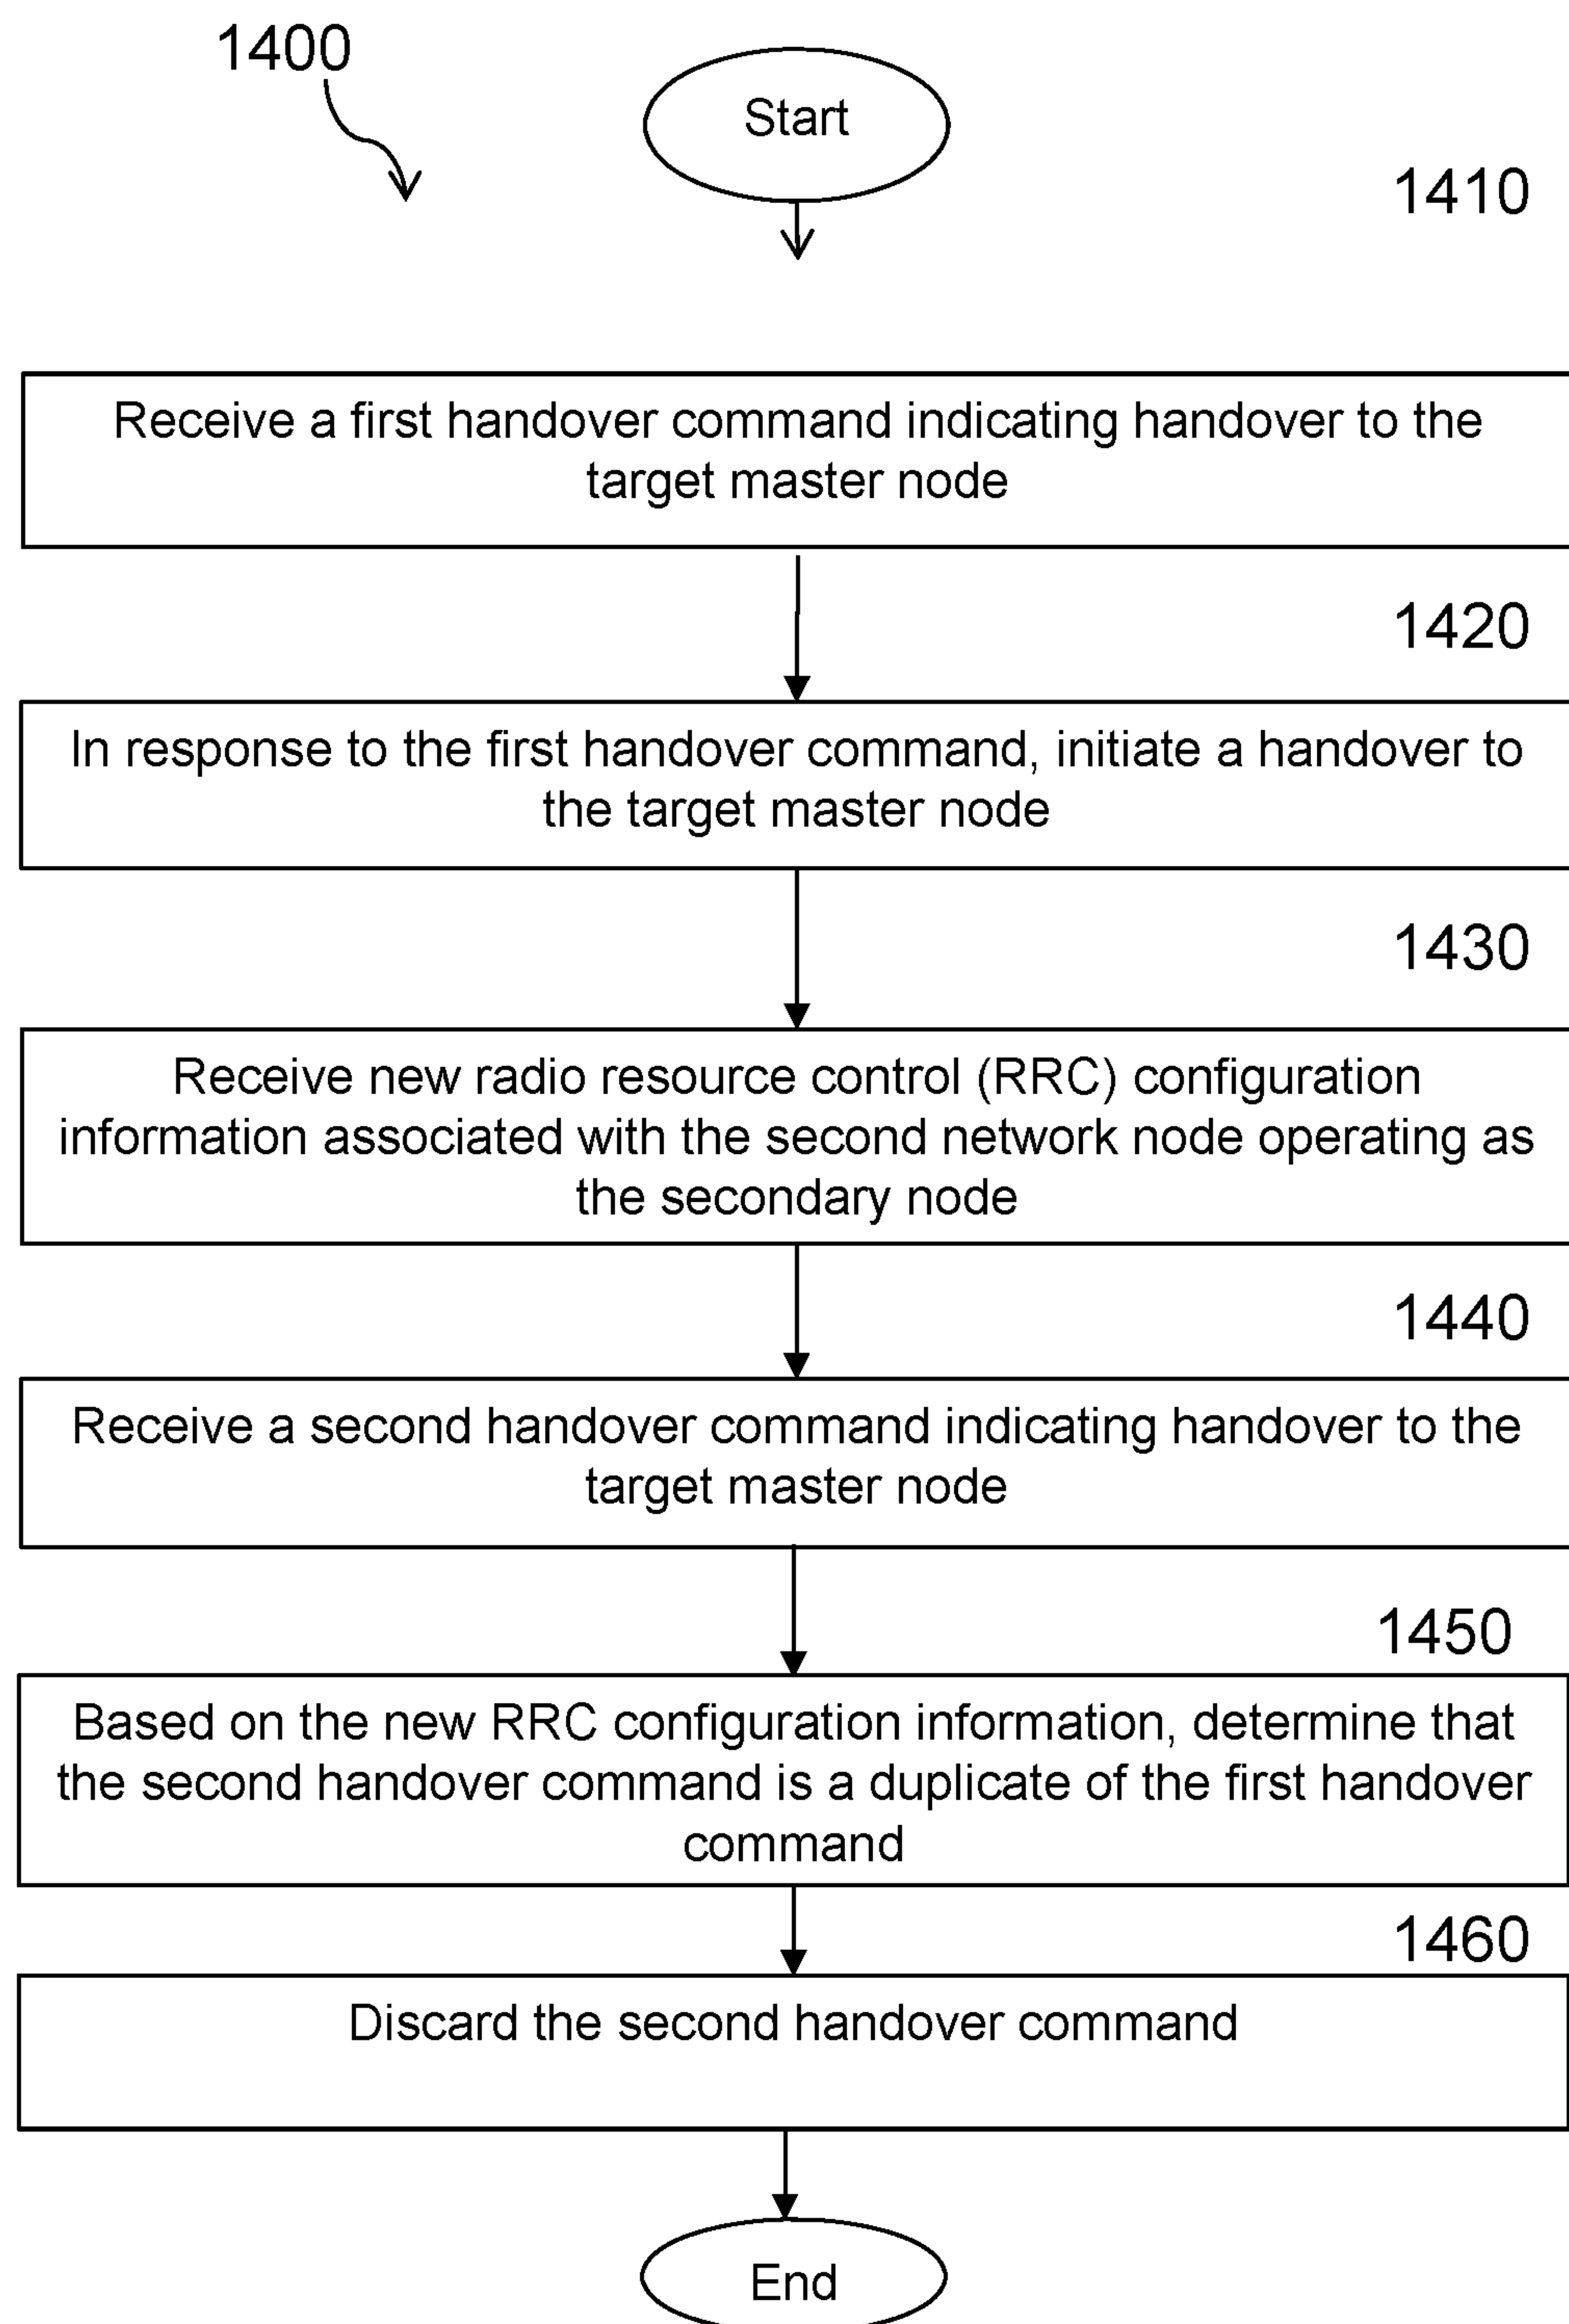 1400
Start
1410
Receive a first handover command indicating handover to the
target master node
1420
In response to the first handover command, initiate a handover to
the target master node
1430
Receive new radio resource control (RRC) configuration
information associated with the second network node operating as
the secondary node
1440
Receive a second handover command indicating handover to the
target master node
1450
Based on the new RRC configuration information, determine that
the second handover command is a duplicate of the first handover
command
1460
Discard the second handover command
End